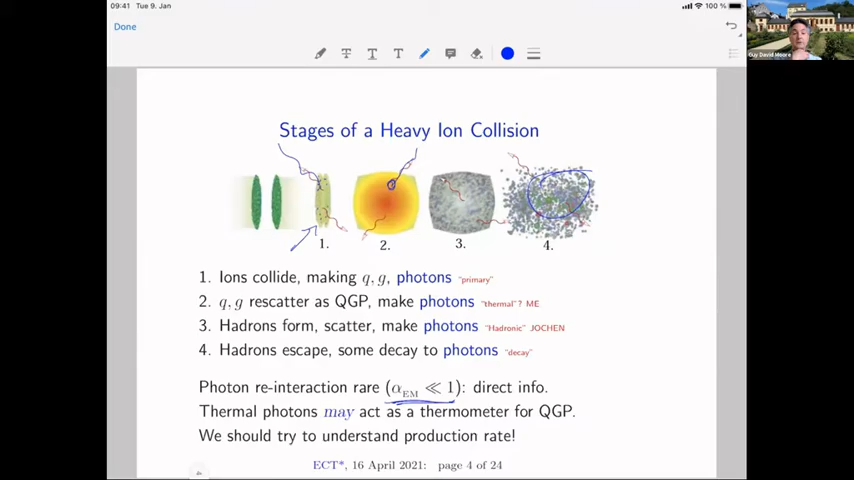 09:41 Tue 9. Jan
100 %
Done
T T T
Guy David Moore
Stages of a Heavy Ion Collision
1. 2. 3. 4.
1. Ions collide, making q, g, photons "primary"
2. q, g rescatter as QGP, make photons "thermal"? ME
3. Hadrons form, scatter, make photons "Hadronic" JOCHEN
4. Hadrons escape, some decay to photons "decay"
Photon re-interaction rare (αEM ≪ 1): direct info.
Thermal photons may act as a thermometer for QGP.
We should try to understand production rate!
ECT*, 16 April 2021: page 4 of 24